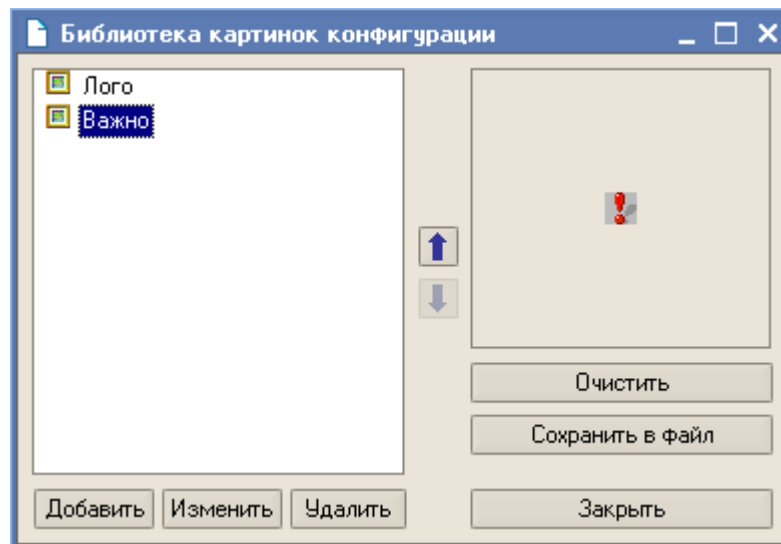 Библиотека картинок конфигурации
Лого
Важно
Очистить
Сохранить в файл
Добавить
Изменить
Удалить
Закрыть